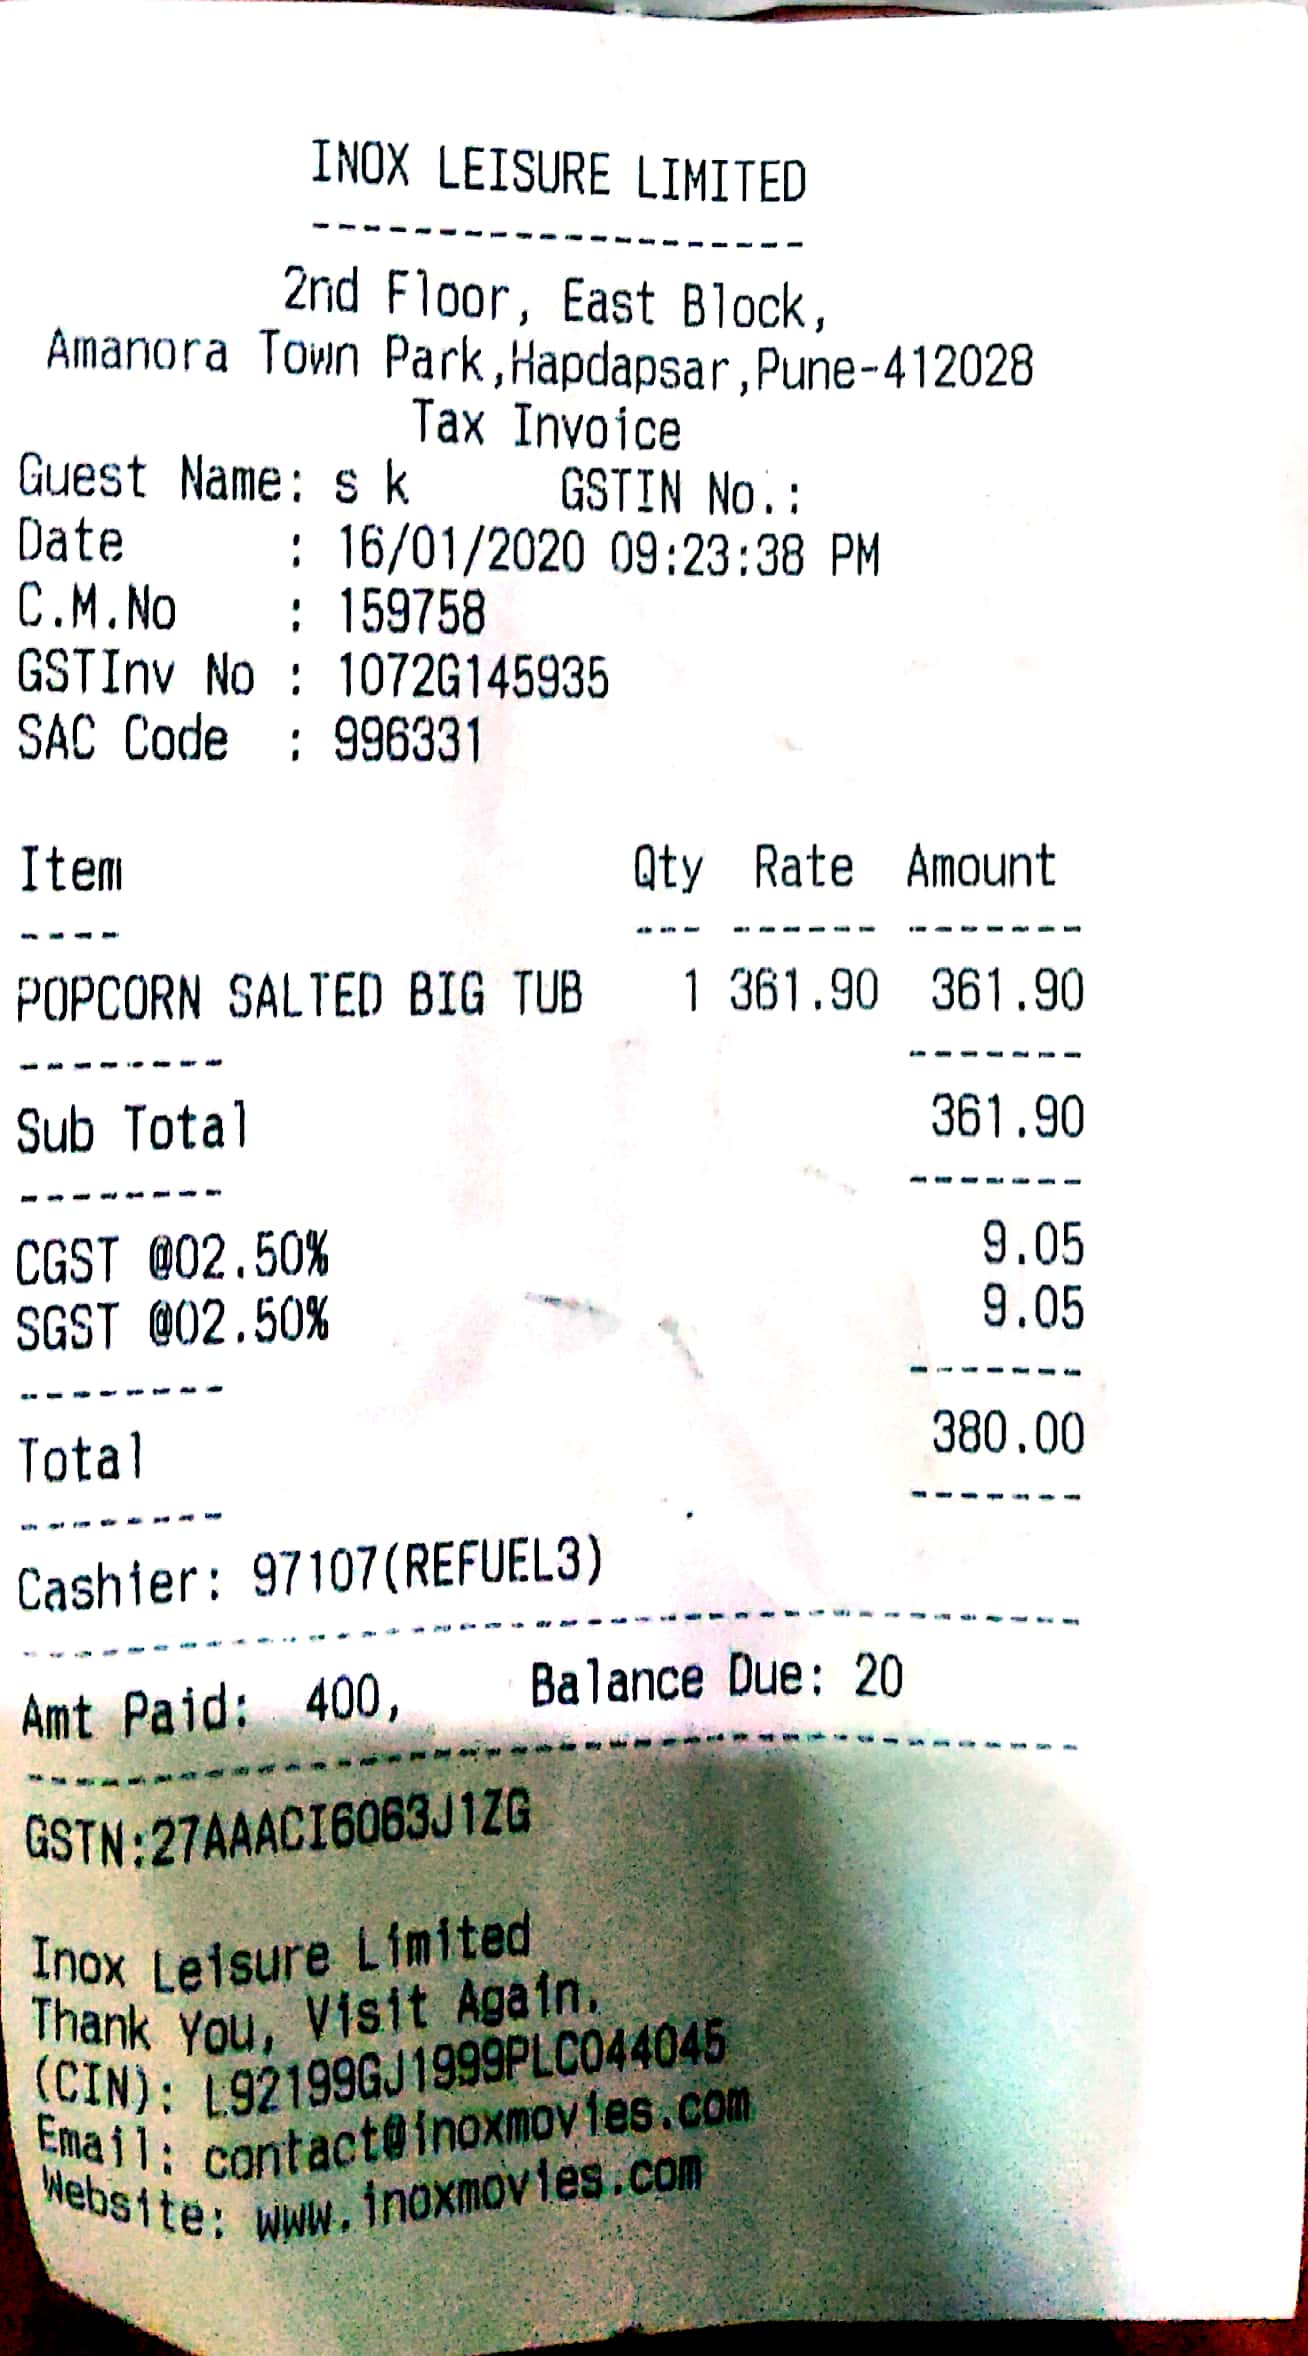 INOX LEISURE LIMITED
--------------------
2nd Floor, East Block,
Amanora Town Park,Hapdapsar,Pune-412028
Tax Invoice
Guest Name: s k GSTIN No.:
Date : 16/01/2020 09:23:38 PM
C.M.No : 159758
GSTInv No : 1072G145935
SAC Code : 996331
Item Qty Rate Amount
---- --- ------ -------
POPCORN SALTED BIG TUB 1 361.90 361.90
-------- -------
Sub Total 361.90
-------- -------
CGST @02.50% 9.05
SGST @02.50% 9.05
-------- -------
Total 380.00
-------- -------
Cashier: 97107(REFUEL3)
------------------------------------------
Amt Paid: 400, Balance Due: 20
------------------------------------------
GSTN:27AAACI6063J1ZG
Inox Leisure Limited
Thank You, Visit Again.
(CIN): L92199GJ1999PLC044045
Email: contact@inoxmovies.com
Website: www.inoxmovies.com